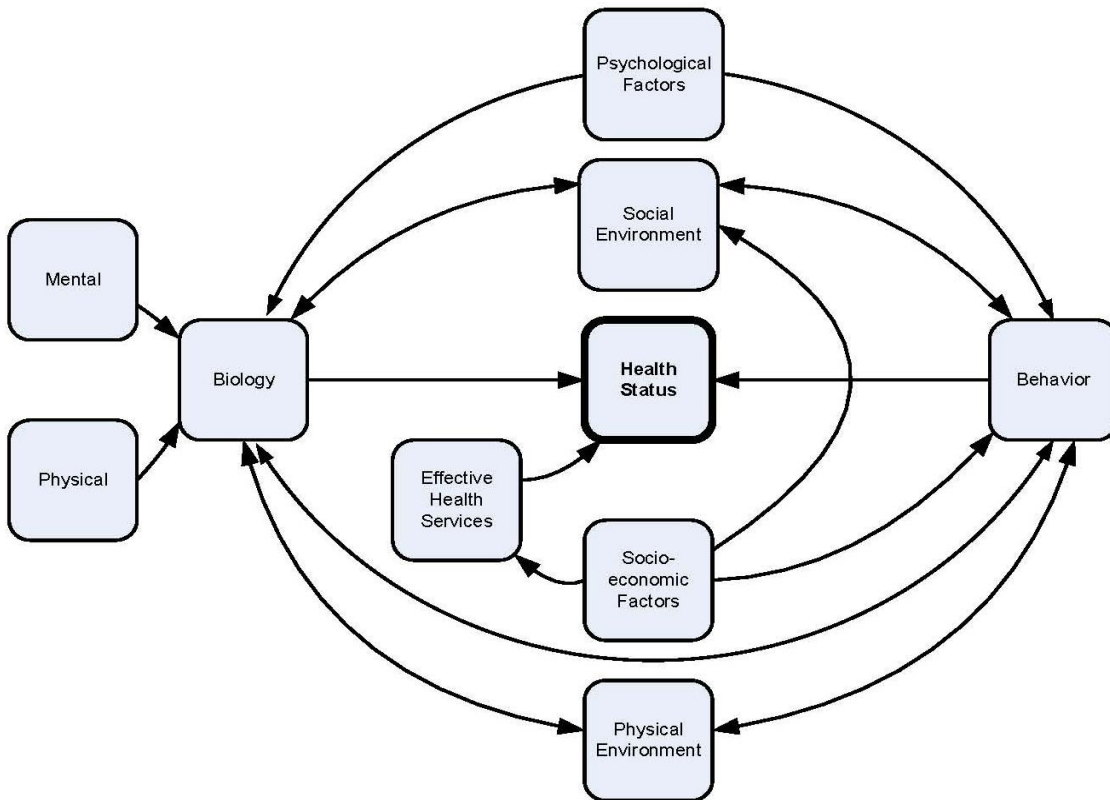 Psychological
Factors
Social
Environment
Mental
Biology
Health
Status
Behavior
Physical
Effective
Health
Services
Socio-
economic
Factors
Physical
Environment